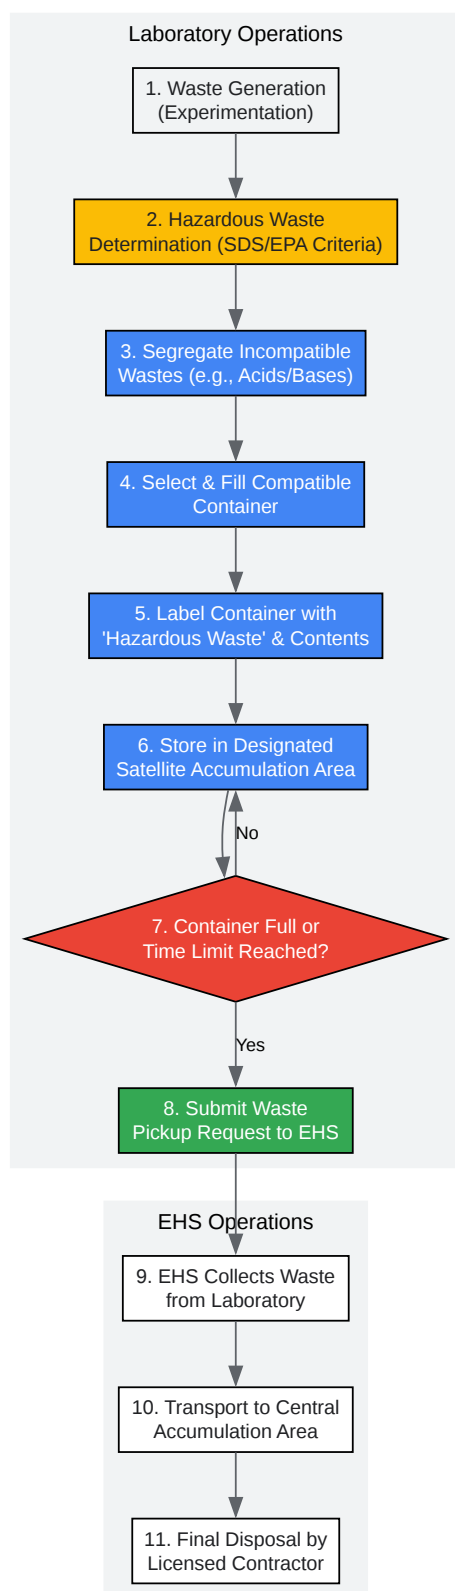 Laboratory Operations
1. Waste Generation
(Experimentation)
2. Hazardous Waste
Determination (SDS/EPA Criteria)
3. Segregate Incompatible
Wastes (e.g., Acids/Bases)
4. Select & Fill Compatible
Container
5. Label Container with
'Hazardous Waste' & Contents
6. Store in Designated
Satellite Accumulation Area
No
7. Container Full or
Time Limit Reached?
Yes
8. Submit Waste
Pickup Request to EHS
EHS Operations
9. EHS Collects Waste
from Laboratory
10. Transport to Central
Accumulation Area
11. Final Disposal by
Licensed Contractor